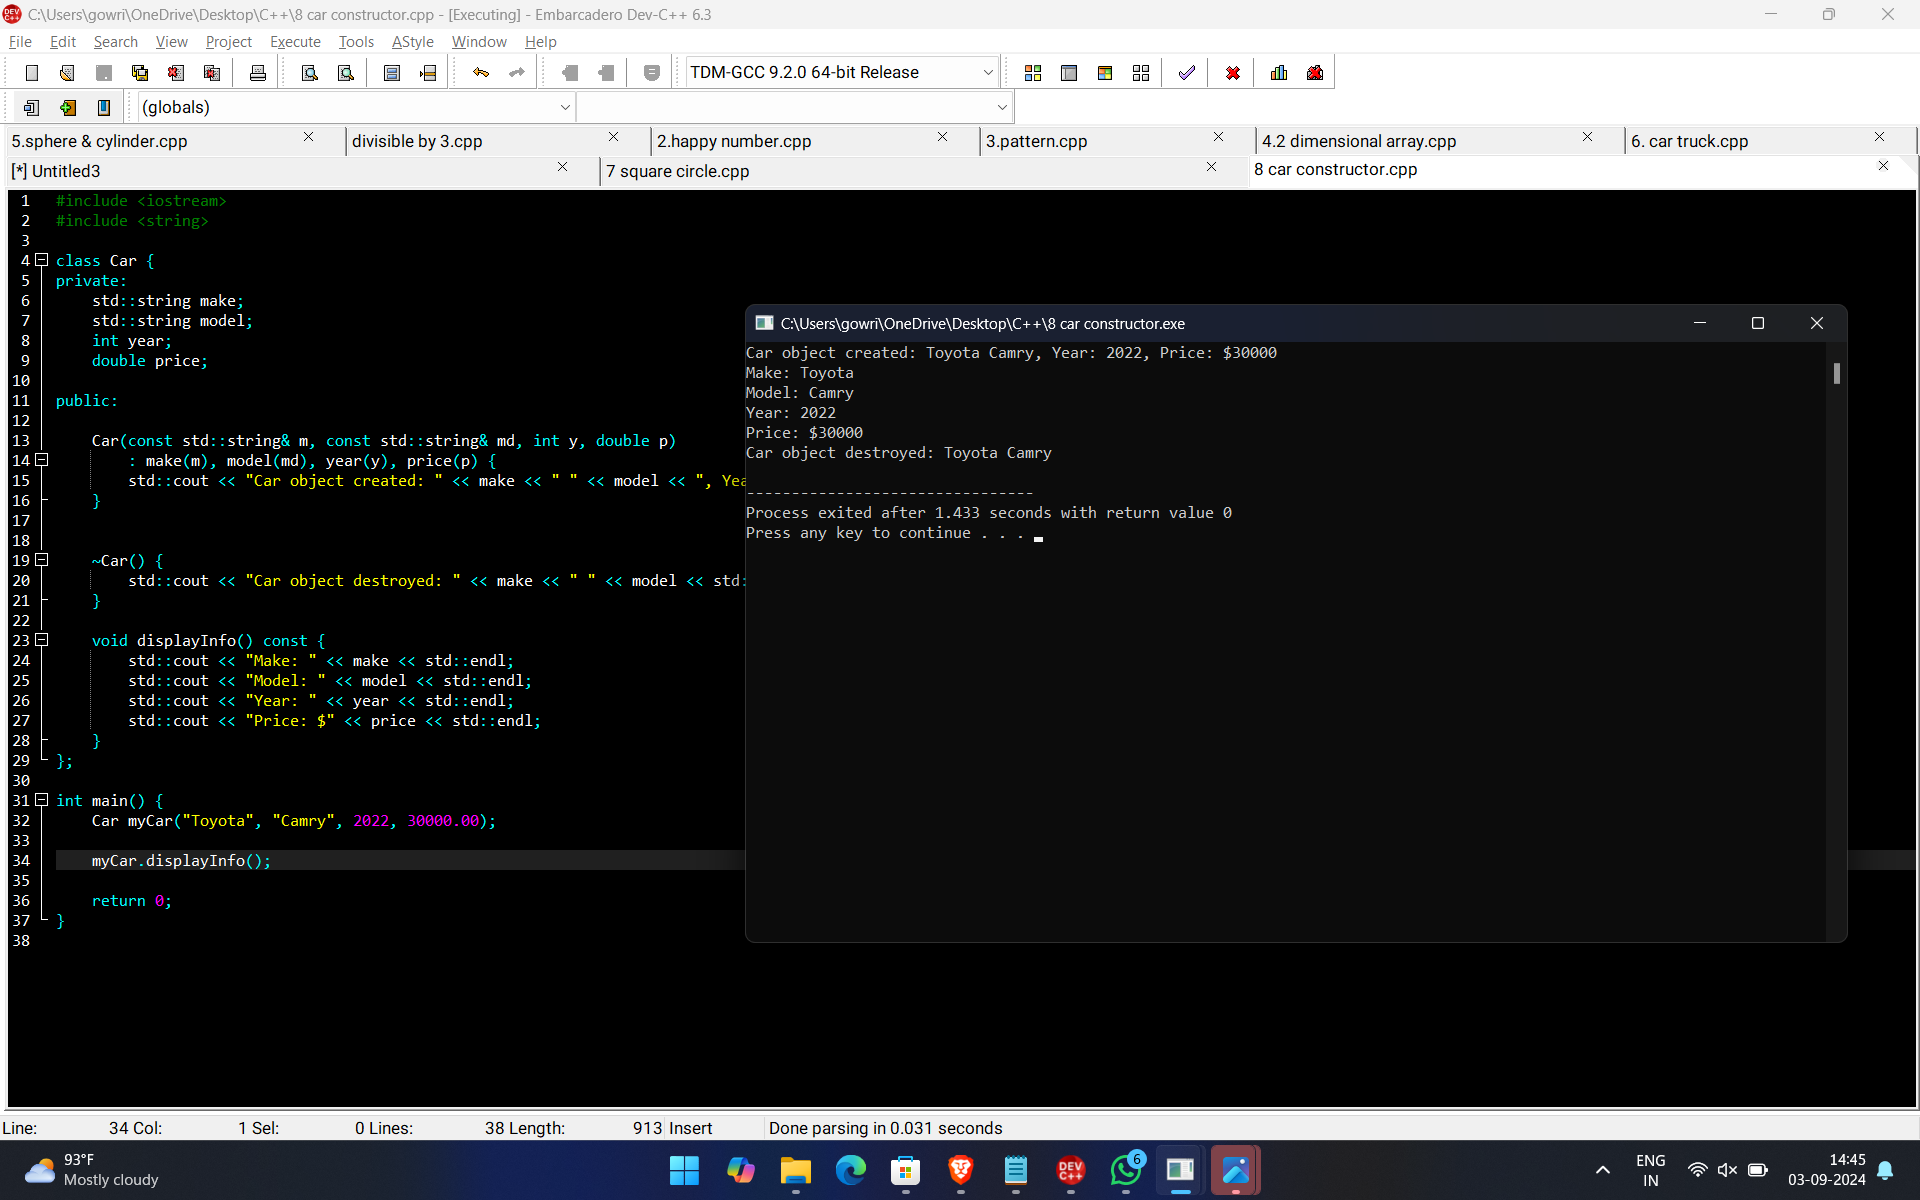 C:\Users\gowri\OneDrive\Desktop\C++\8 car constructor.cpp - [Executing] - Embarcadero Dev-C++ 6.3
File Edit Search View Project Execute Tools AStyle Window Help
TDM-GCC 9.2.0 64-bit Release
(globals)
5.sphere & cylinder.cpp divisible by 3.cpp 2.happy number.cpp 3.pattern.cpp 4.2 dimensional array.cpp 6. car truck.cpp
[*] Untitled3 7 square circle.cpp 8 car constructor.cpp
1 #include <iostream>
2 #include <string>
3
4 class Car {
5 private:
6 std::string make;
7 std::string model;
8 int year;
9 double price;
10
11 public:
12
13 Car(const std::string& m, const std::string& md, int y, double p)
14 : make(m), model(md), year(y), price(p) {
15 std::cout << "Car object created: " << make << " " << model << ", Yea
16 }
17
18
19 ~Car() {
20 std::cout << "Car object destroyed: " << make << " " << model << std:
21 }
22
23 void displayInfo() const {
24 std::cout << "Make: " << make << std::endl;
25 std::cout << "Model: " << model << std::endl;
26 std::cout << "Year: " << year << std::endl;
27 std::cout << "Price: $" << price << std::endl;
28 }
29 };
30
31 int main() {
32 Car myCar("Toyota", "Camry", 2022, 30000.00);
33
34 myCar.displayInfo();
35
36 return 0;
37 }
38
C:\Users\gowri\OneDrive\Desktop\C++\8 car constructor.exe
Car object created: Toyota Camry, Year: 2022, Price: $30000
Make: Toyota
Model: Camry
Year: 2022
Price: $30000
Car object destroyed: Toyota Camry
--------------------------------
Process exited after 1.433 seconds with return value 0
Press any key to continue . . .
Line: 34 Col: 1 Sel: 0 Lines: 38 Length: 913 Insert Done parsing in 0.031 seconds
93°F
Mostly cloudy
DEV C++
6
ENG
IN
14:45
03-09-2024